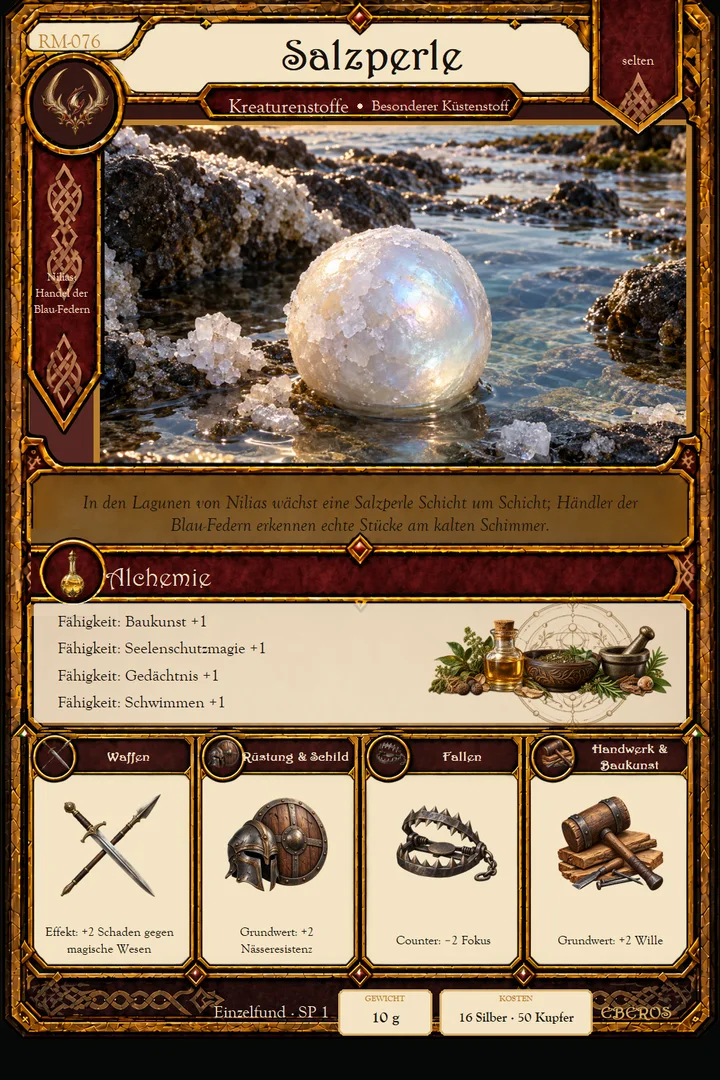 RM-076
Salzperle
selten
Kreaturenstoffe • Besonderer Küstenstoff
Nilias:
Handel der
Blau-Federn
In den Lagunen von Nilias wächst eine Salzperle Schicht um Schicht; Händler der
Blau-Federn erkennen echte Stücke am kalten Schimmer.
Alchemie
Fähigkeit: Baukunst +1
Fähigkeit: Seelenschutzmagie +1
Fähigkeit: Gedächtnis +1
Fähigkeit: Schwimmen +1
Waffen
Rüstung & Schild
Fallen
Handwerk &
Baukunst
Effekt: +2 Schaden gegen
magische Wesen
Grundwert: +2
Nässeresistenz
Counter: −2 Fokus
Grundwert: +2 Wille
Einzelfund · SP 1
GEWICHT
10 g
KOSTEN
16 Silber · 50 Kupfer
EBEROS